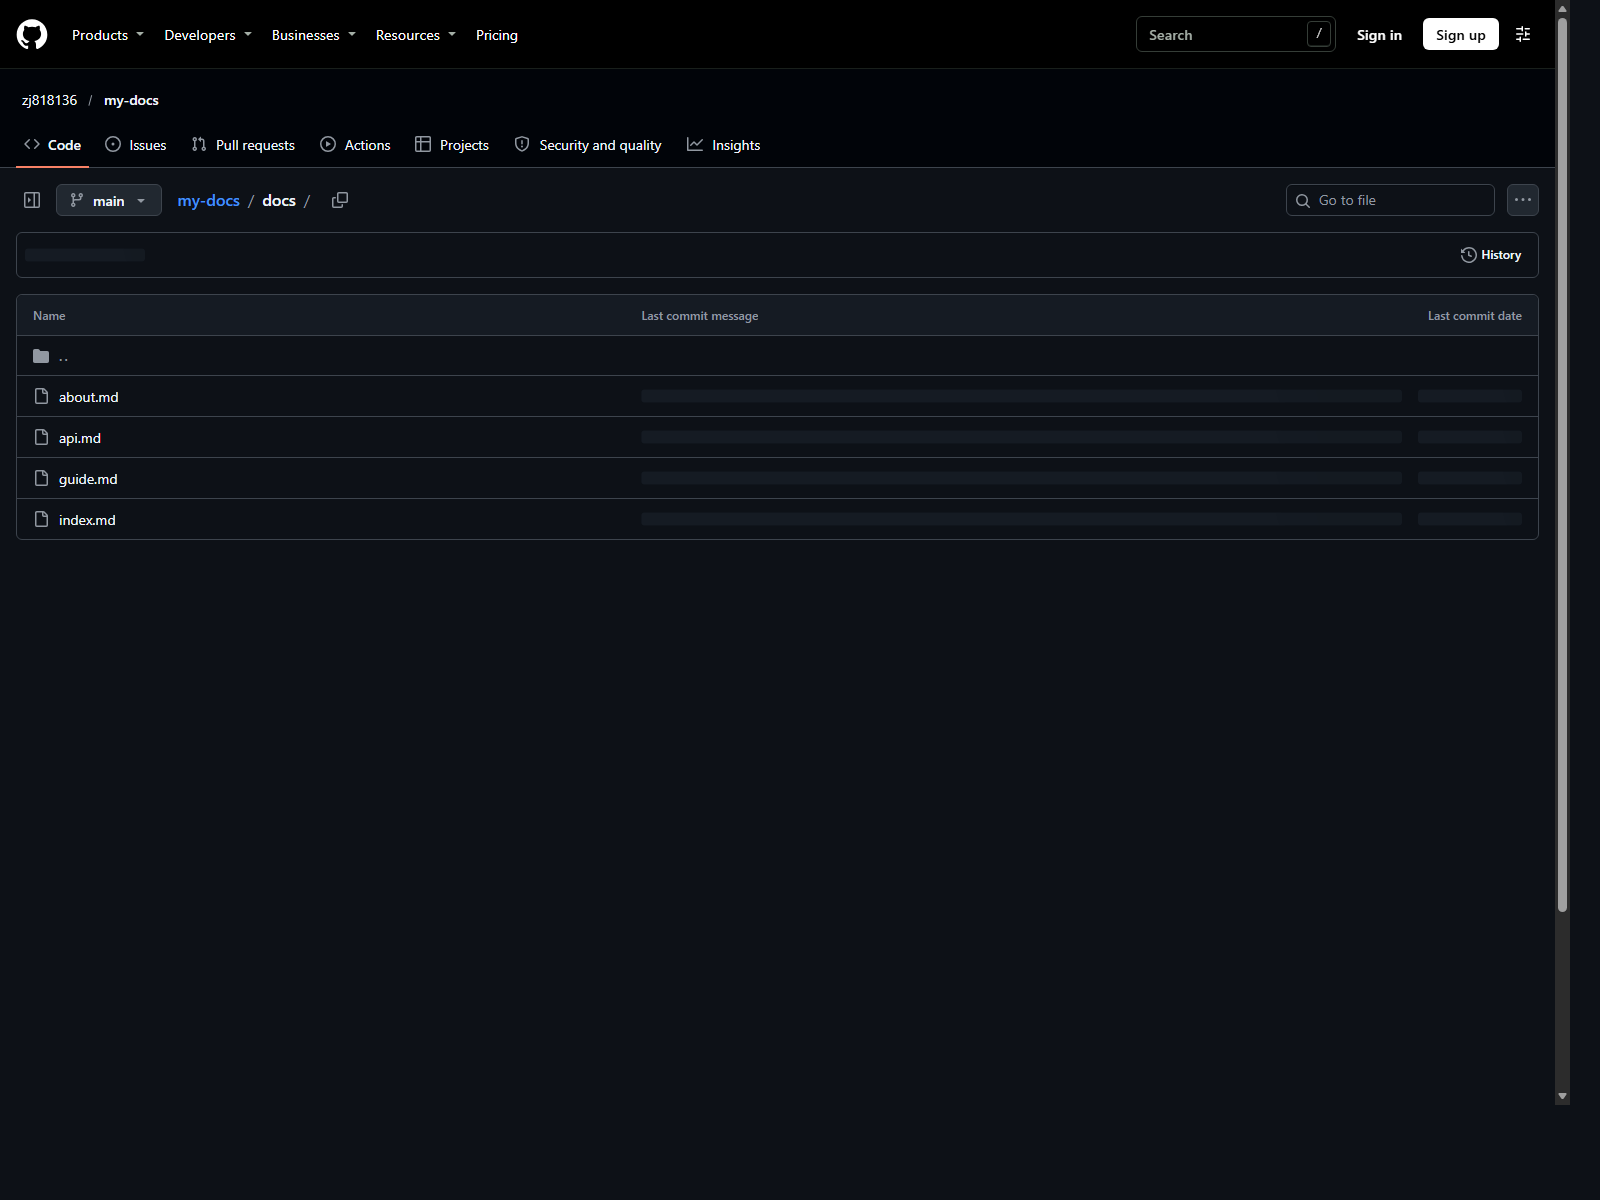 Products Developers Businesses Resources Pricing Search / Sign in Sign up
zj818136 / my-docs
Code Issues Pull requests Actions Projects Security and quality Insights
main my-docs / docs / Go to file
History
Name Last commit message Last commit date
..
about.md
api.md
guide.md
index.md